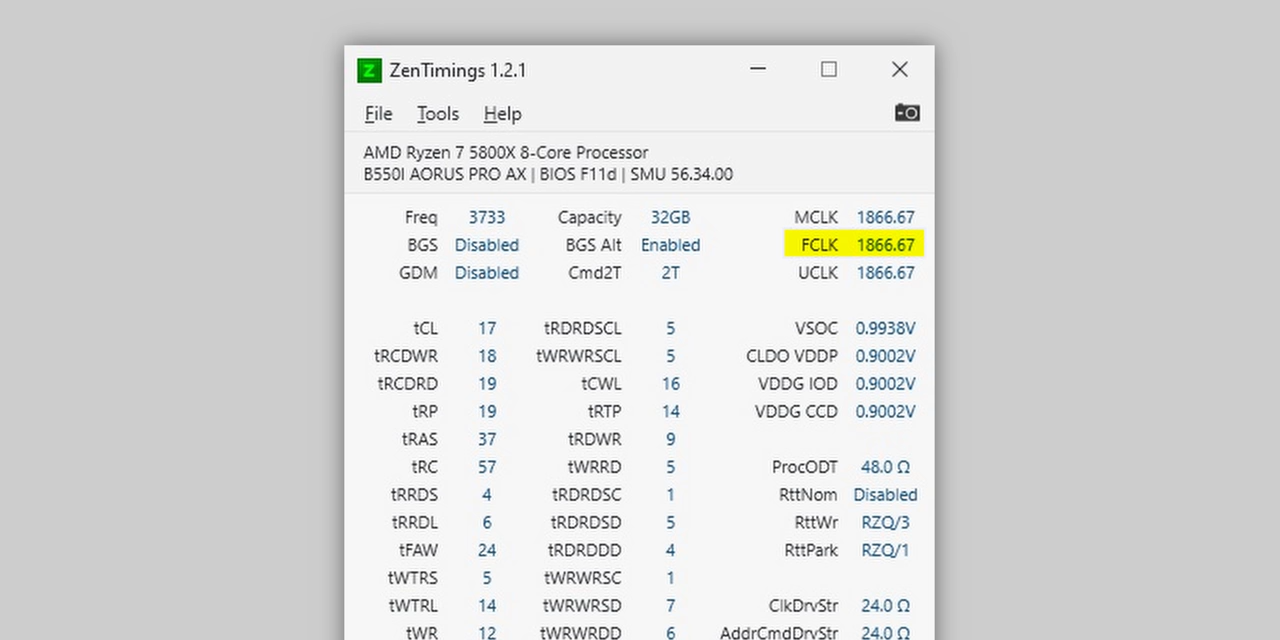 Z ZenTimings 1.2.1
File Tools Help
AMD Ryzen 7 5800X 8-Core Processor
B550I AORUS PRO AX | BIOS F11d | SMU 56.34.00
Freq 3733 Capacity 32GB MCLK 1866.67
BGS Disabled BGS Alt Enabled FCLK 1866.67
GDM Disabled Cmd2T 2T UCLK 1866.67
tCL 17 tRDRDSCL 5 VSOC 0.9938V
tRCDWR 18 tWRWRSCL 5 CLDO VDDP 0.9002V
tRCDRD 19 tCWL 16 VDDG IOD 0.9002V
tRP 19 tRTP 14 VDDG CCD 0.9002V
tRAS 37 tRDWR 9
tRC 57 tWRRD 5 ProcODT 48.0 Ω
tRRDS 4 tRDRDSC 1 RttNom Disabled
tRRDL 6 tRDRDSD 5 RttWr RZQ/3
tFAW 24 tRDRDDD 4 RttPark RZQ/1
tWTRS 5 tWRWRSC 1
tWTRL 14 tWRWRSD 7 ClkDrvStr 24.0 Ω
tWR 12 tWRWRDD 6 AddrCmdDrvStr 24.0 Ω